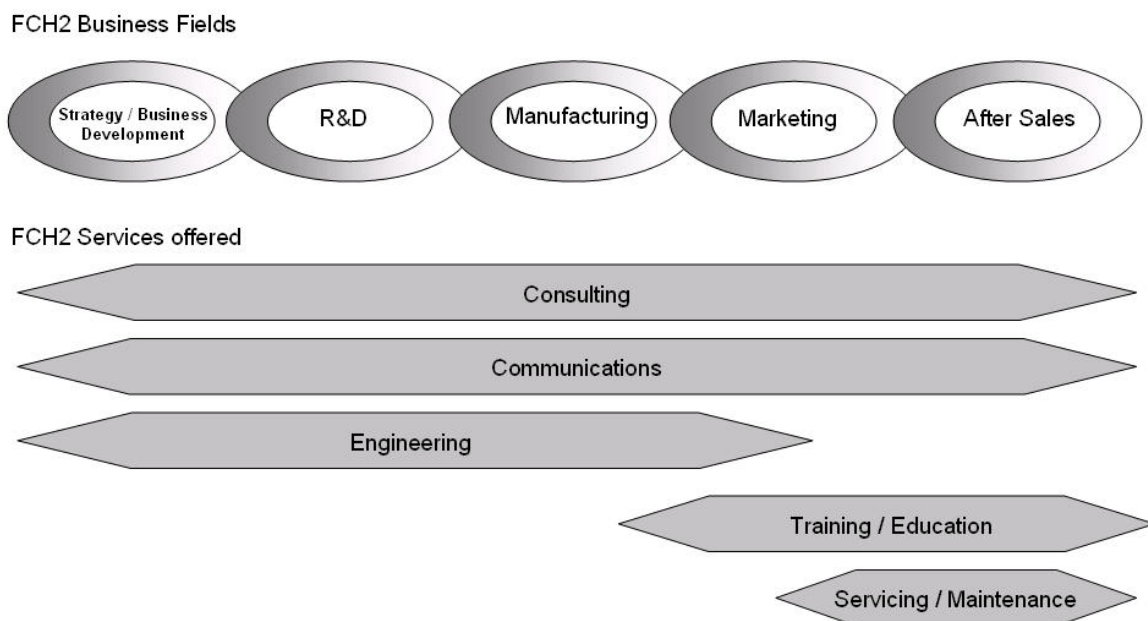 FCH2 Business Fields
Strategy / Business
Development
R&D
Manufacturing
Marketing
After Sales
FCH2 Services offered
Consulting
Communications
Engineering
Training / Education
Servicing / Maintenance